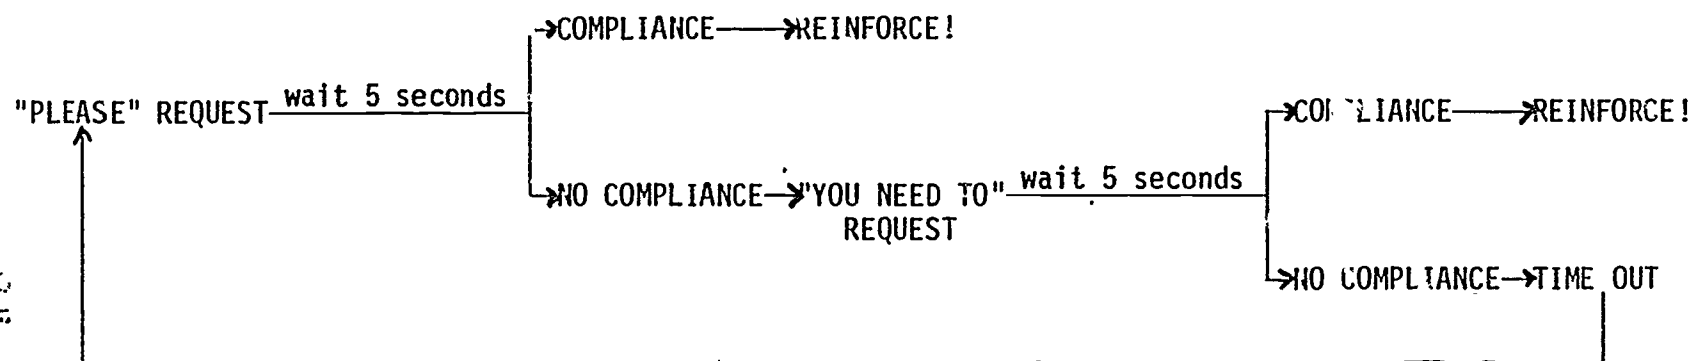 COMPLIANCE REINFORCE!
"PLEASE" REQUEST wait 5 seconds
COMPLIANCE REINFORCE!
NO COMPLIANCE "YOU NEED TO" wait 5 seconds
REQUEST
NO COMPLIANCE TIME OUT